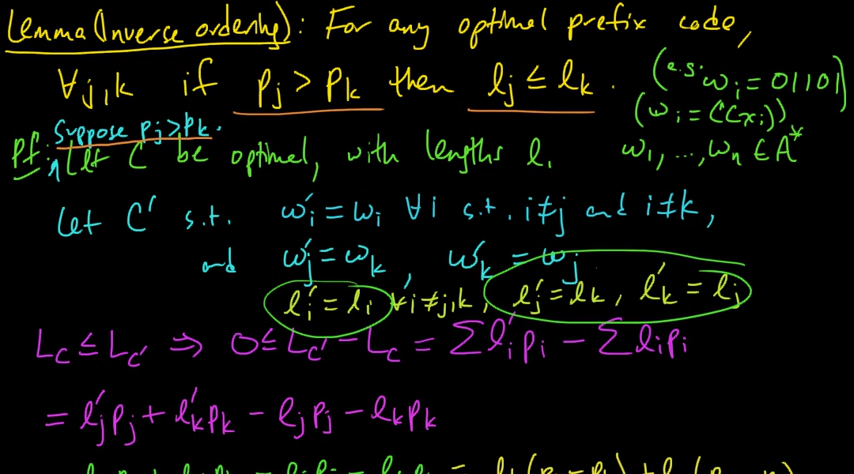 Lemma (Inverse ordering): For any optimal prefix code,
∀j,k if pj > pk then lj ≤ lk.
(e.g. wi = 01101)
(wi = C(xi))
Suppose pj > pk.
Pf: Let C be optimal, with lengths li. w1, ..., wn ∈ A*
Let C' s.t. w'i = wi ∀i s.t. i≠j and i≠k,
and w'j = wk, w'k = wj
l'i = li ∀i≠j,k, l'j = lk, l'k = lj
LC ≤ LC' ⇒ 0 ≤ LC' − LC = Σ l'i pi − Σ li pi
= l'j pj + l'k pk − lj pj − lk pk